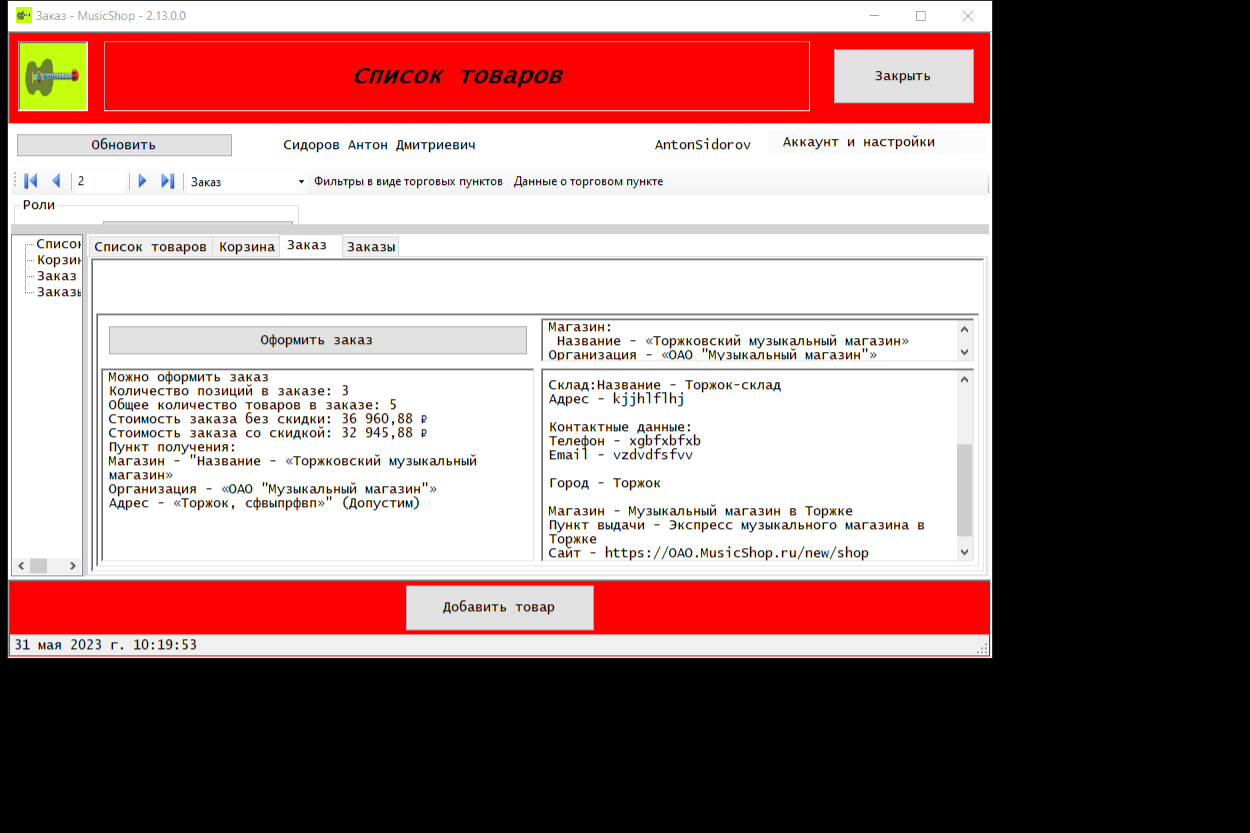 Заказ - MusicShop - 2.13.0.0
Список товаров
Закрыть
Обновить
Сидоров Антон Дмитриевич
AntonSidorov
Аккаунт и настройки
2
Заказ
Фильтры в виде торговых пунктов
Данные о торговом пункте
Роли
Список
Корзин
Заказ
Заказы
Список товаров
Корзина
Заказ
Заказы
Оформить заказ
Магазин:
Название - «Торжковский музыкальный магазин»
Организация - «ОАО "Музыкальный магазин"»
Можно оформить заказ
Количество позиций в заказе: 3
Общее количество товаров в заказе: 5
Стоимость заказа без скидки: 36 960,88 ₽
Стоимость заказа со скидкой: 32 945,88 ₽
Пункт получения:
Магазин - "Название - «Торжковский музыкальный
магазин»
Организация - «ОАО "Музыкальный магазин"»
Адрес - «Торжок, сфвыпрфвп»" (Допустим)
Склад:Название - Торжок-склад
Адрес - kjjhlflhj
Контактные данные:
Телефон - xgbfxbfxb
Email - vzdvdfsfvv
Город - Торжок
Магазин - Музыкальный магазин в Торжке
Пункт выдачи - Экспресс музыкального магазина в
Торжке
Сайт - https://ОАО.MusicShop.ru/new/shop
Добавить товар
31 мая 2023 г. 10:19:53